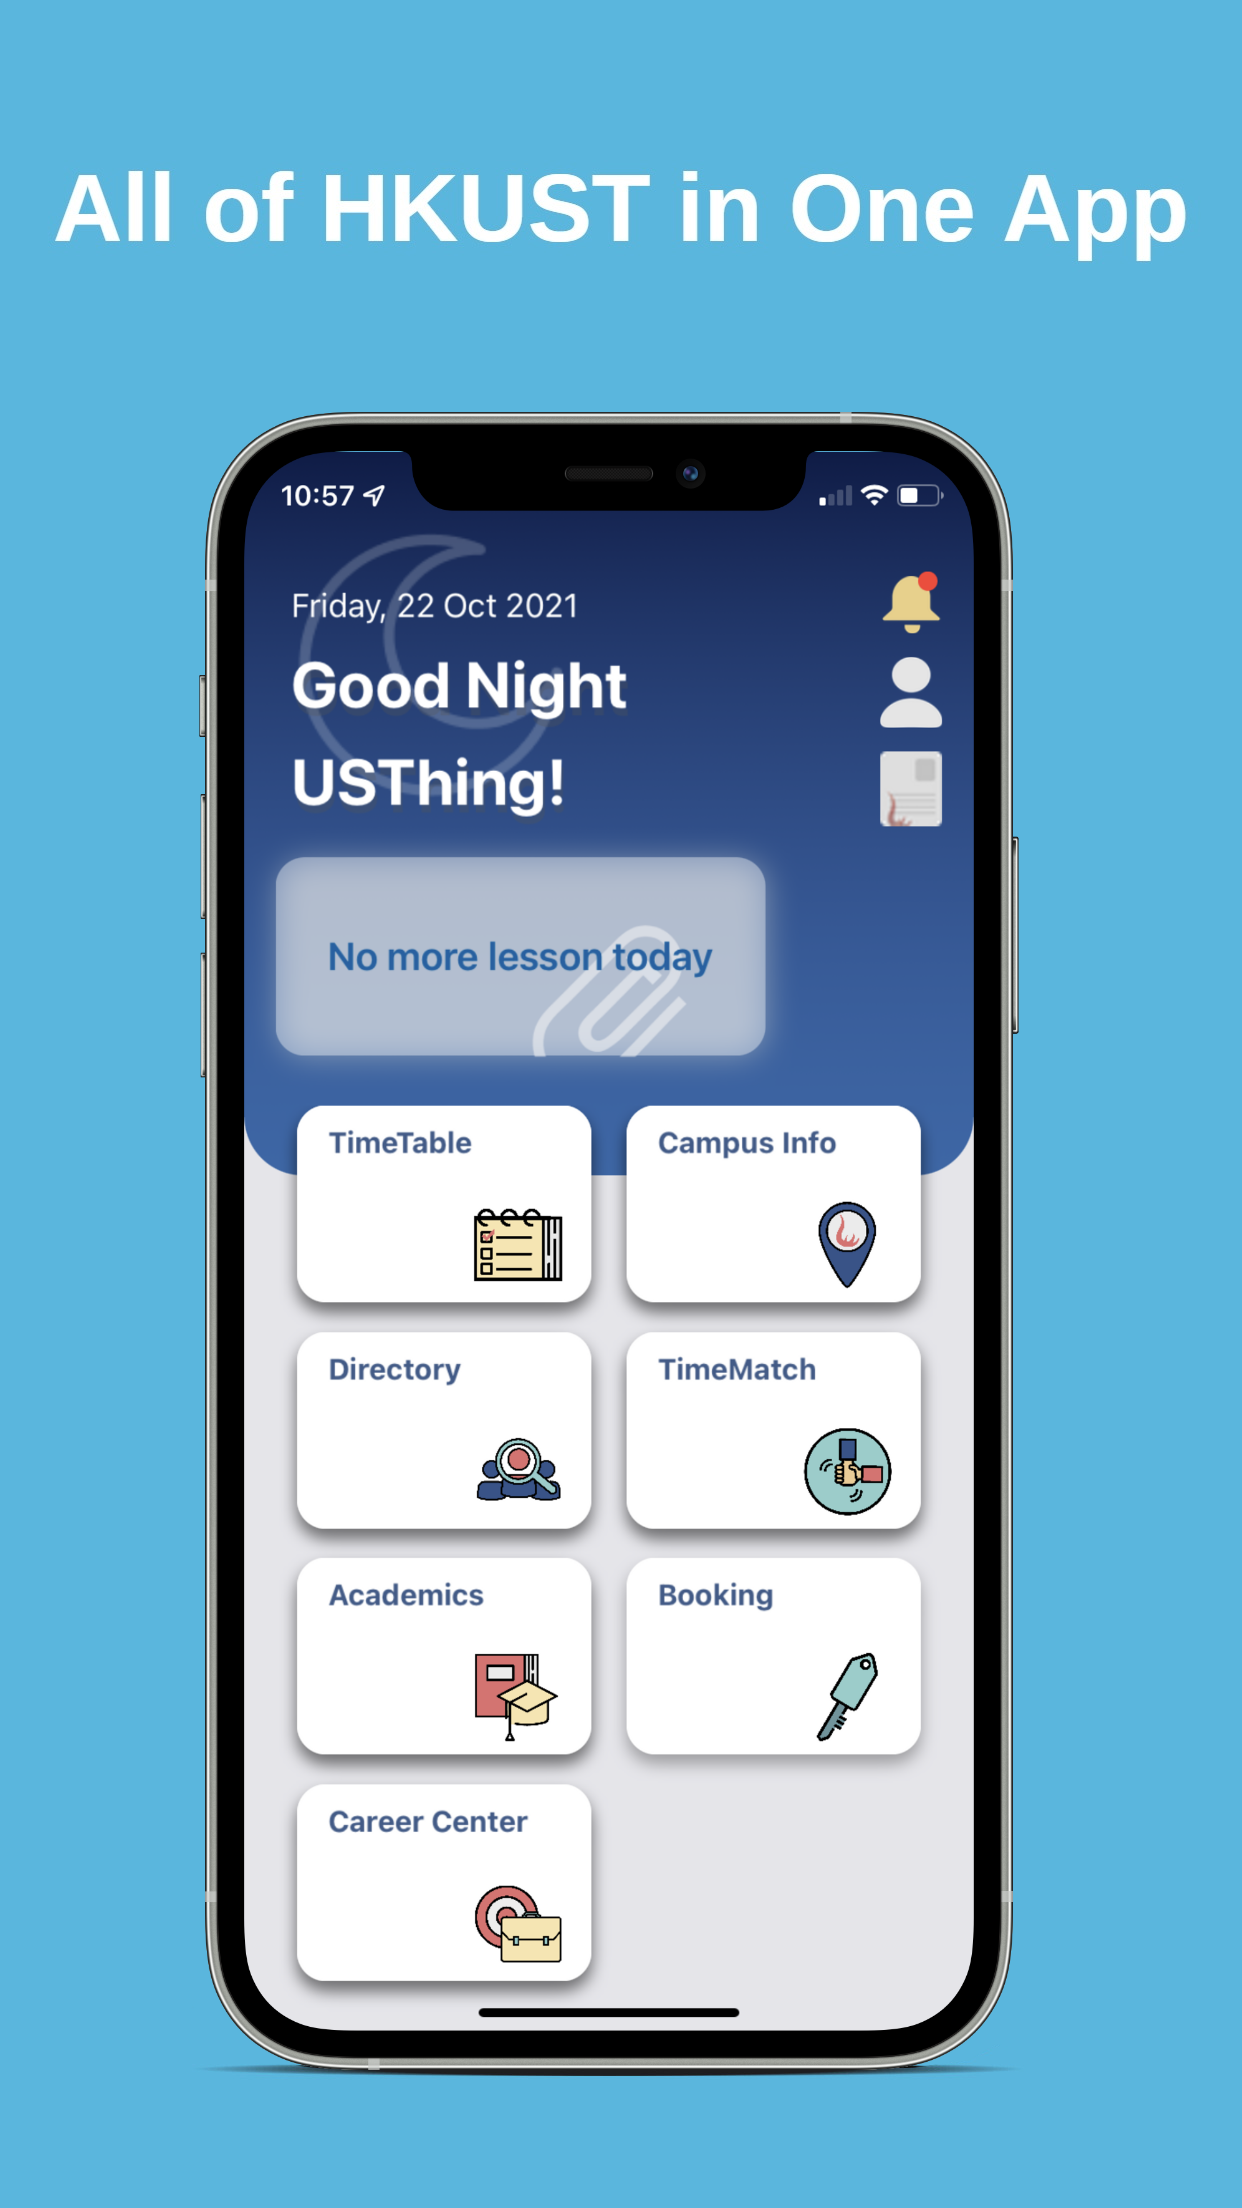 All of HKUST in One App
10:57
Friday, 22 Oct 2021
Good Night
USThing!
No more lesson today
TimeTable
Campus Info
Directory
TimeMatch
Academics
Booking
Career Center